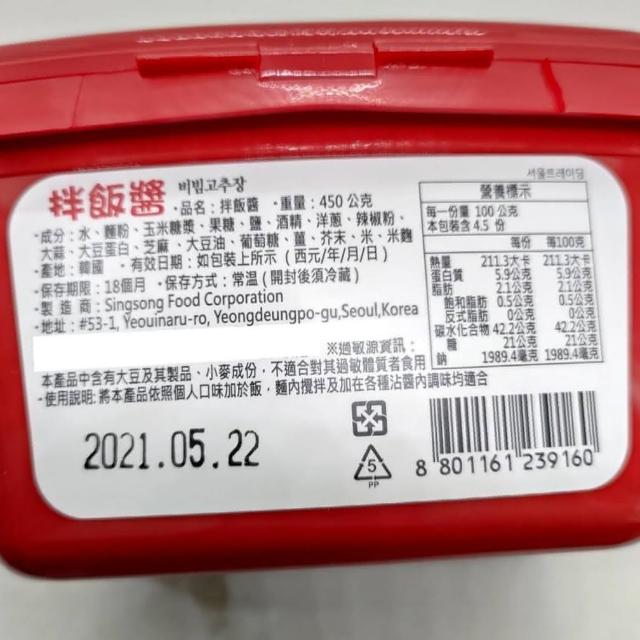 拌飯醬 비빔고추장 ·品名：拌飯醬 ·重量：450公克
·成分：水、麵粉、玉米糖漿、果糖、鹽、酒精、洋蔥、辣椒粉、
大蒜、大豆蛋白、芝麻、大豆油、葡萄糖、薑、芥末、米、米麴
·產地：韓國 ·有效日期：如包裝上所示（西元/年/月/日）
·保存期限：18個月 ·保存方式：常溫(開封後須冷藏)
·製造商：Singsong Food Corporation
·地址：#53-1, Yeouinaru-ro, Yeongdeungpo-gu,Seoul,Korea
※過敏源資訊：
本產品中含有大豆及其製品、小麥成份，不適合對其過敏體質者食用
·使用說明：將本產品依照個人口味加於飯，麵內攪拌及加在各種沾醬內調味均適合
서울트레이딩
營養標示
每一份量 100公克
本包裝含 4.5 份
每份 每100克
熱量 211.3大卡 211.3大卡
蛋白質 5.9公克 5.9公克
脂肪 2.1公克 2.1公克
飽和脂肪 0.5公克 0.5公克
反式脂肪 0公克 0公克
碳水化合物 42.2公克 42.2公克
糖 21公克 21公克
鈉 1989.4毫克 1989.4毫克
2021.05.22
5
PP
8 801161 239160